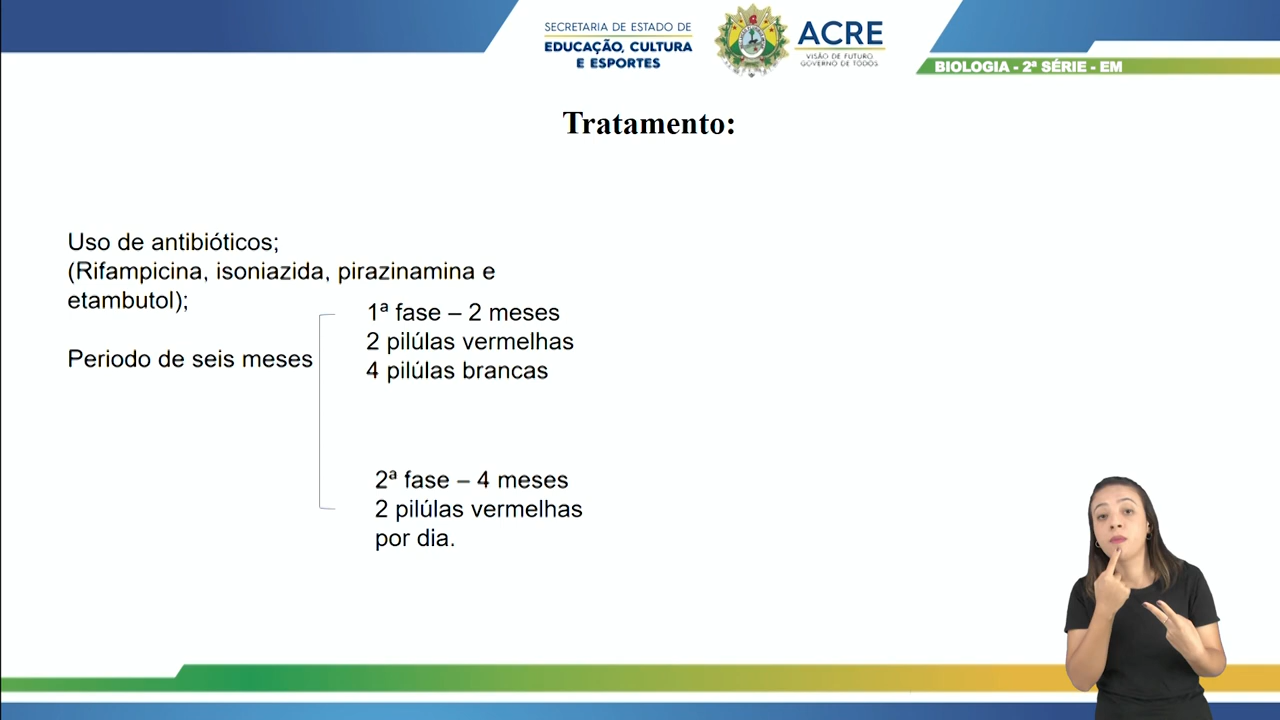 SECRETARIA DE ESTADO DE
EDUCAÇÃO, CULTURA
E ESPORTES
ACRE
VISÃO DE FUTURO,
GOVERNO DE TODOS
BIOLOGIA - 2ª SÉRIE - EM
Tratamento:
Uso de antibióticos;
(Rifampicina, isoniazida, pirazinamina e
etambutol);
Periodo de seis meses
1ª fase – 2 meses
2 pilúlas vermelhas
4 pilúlas brancas
2ª fase – 4 meses
2 pilúlas vermelhas
por dia.